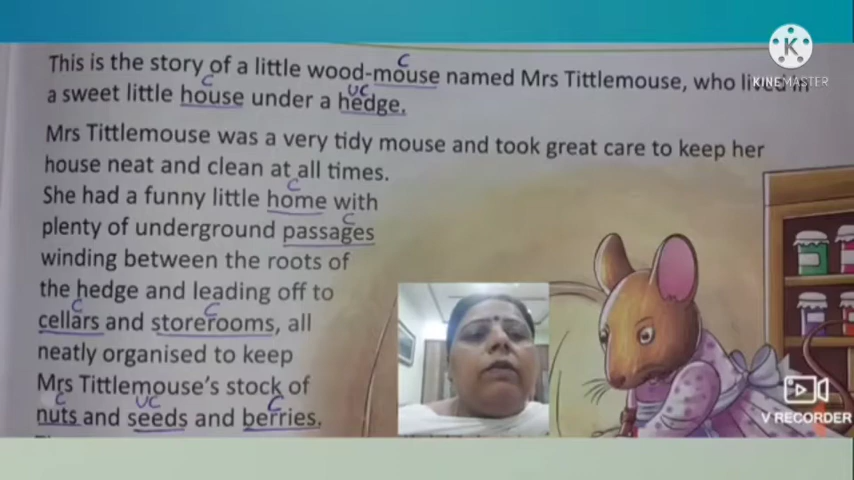 This is the story of a little wood-mouse named Mrs Tittlemouse, who lived in
a sweet little house under a hedge.
Mrs Tittlemouse was a very tidy mouse and took great care to keep her
house neat and clean at all times.
She had a funny little home with
plenty of underground passages
winding between the roots of
the hedge and leading off to
cellars and storerooms, all
neatly organised to keep
Mrs Tittlemouse's stock of
nuts and seeds and berries.
C
C
UC
C
C
C
C
C
UC
C
K
KINEMASTER
V RECORDER